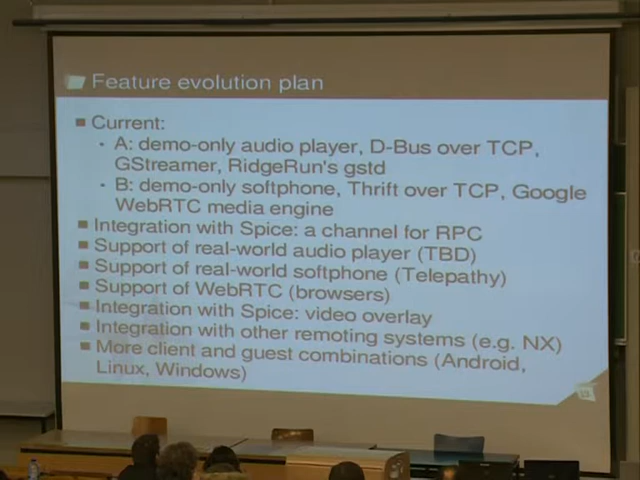 Feature evolution plan
Current:
A: demo-only audio player, D-Bus over TCP,
GStreamer, RidgeRun's gstd
B: demo-only softphone, Thrift over TCP, Google
WebRTC media engine
Integration with Spice: a channel for RPC
Support of real-world audio player (TBD)
Support of real-world softphone (Telepathy)
Support of WebRTC (browsers)
Integration with Spice: video overlay
Integration with other remoting systems (e.g. NX)
More client and guest combinations (Android,
Linux, Windows)